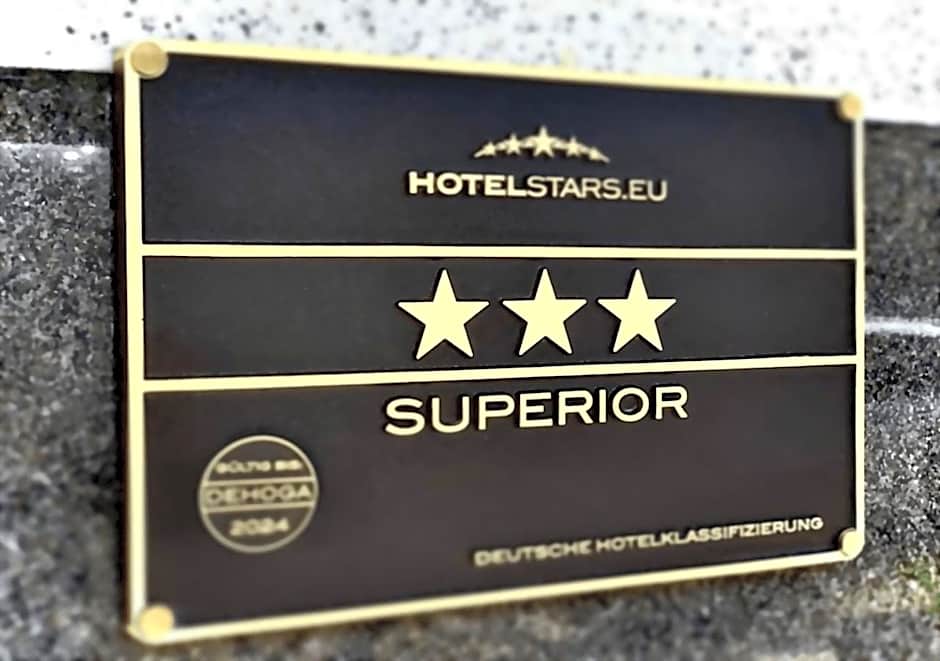 HOTELSTARS.EU
SUPERIOR
GÜLTIG BIS
DEHOGA
2024
DEUTSCHE HOTELKLASSIFIZIERUNG